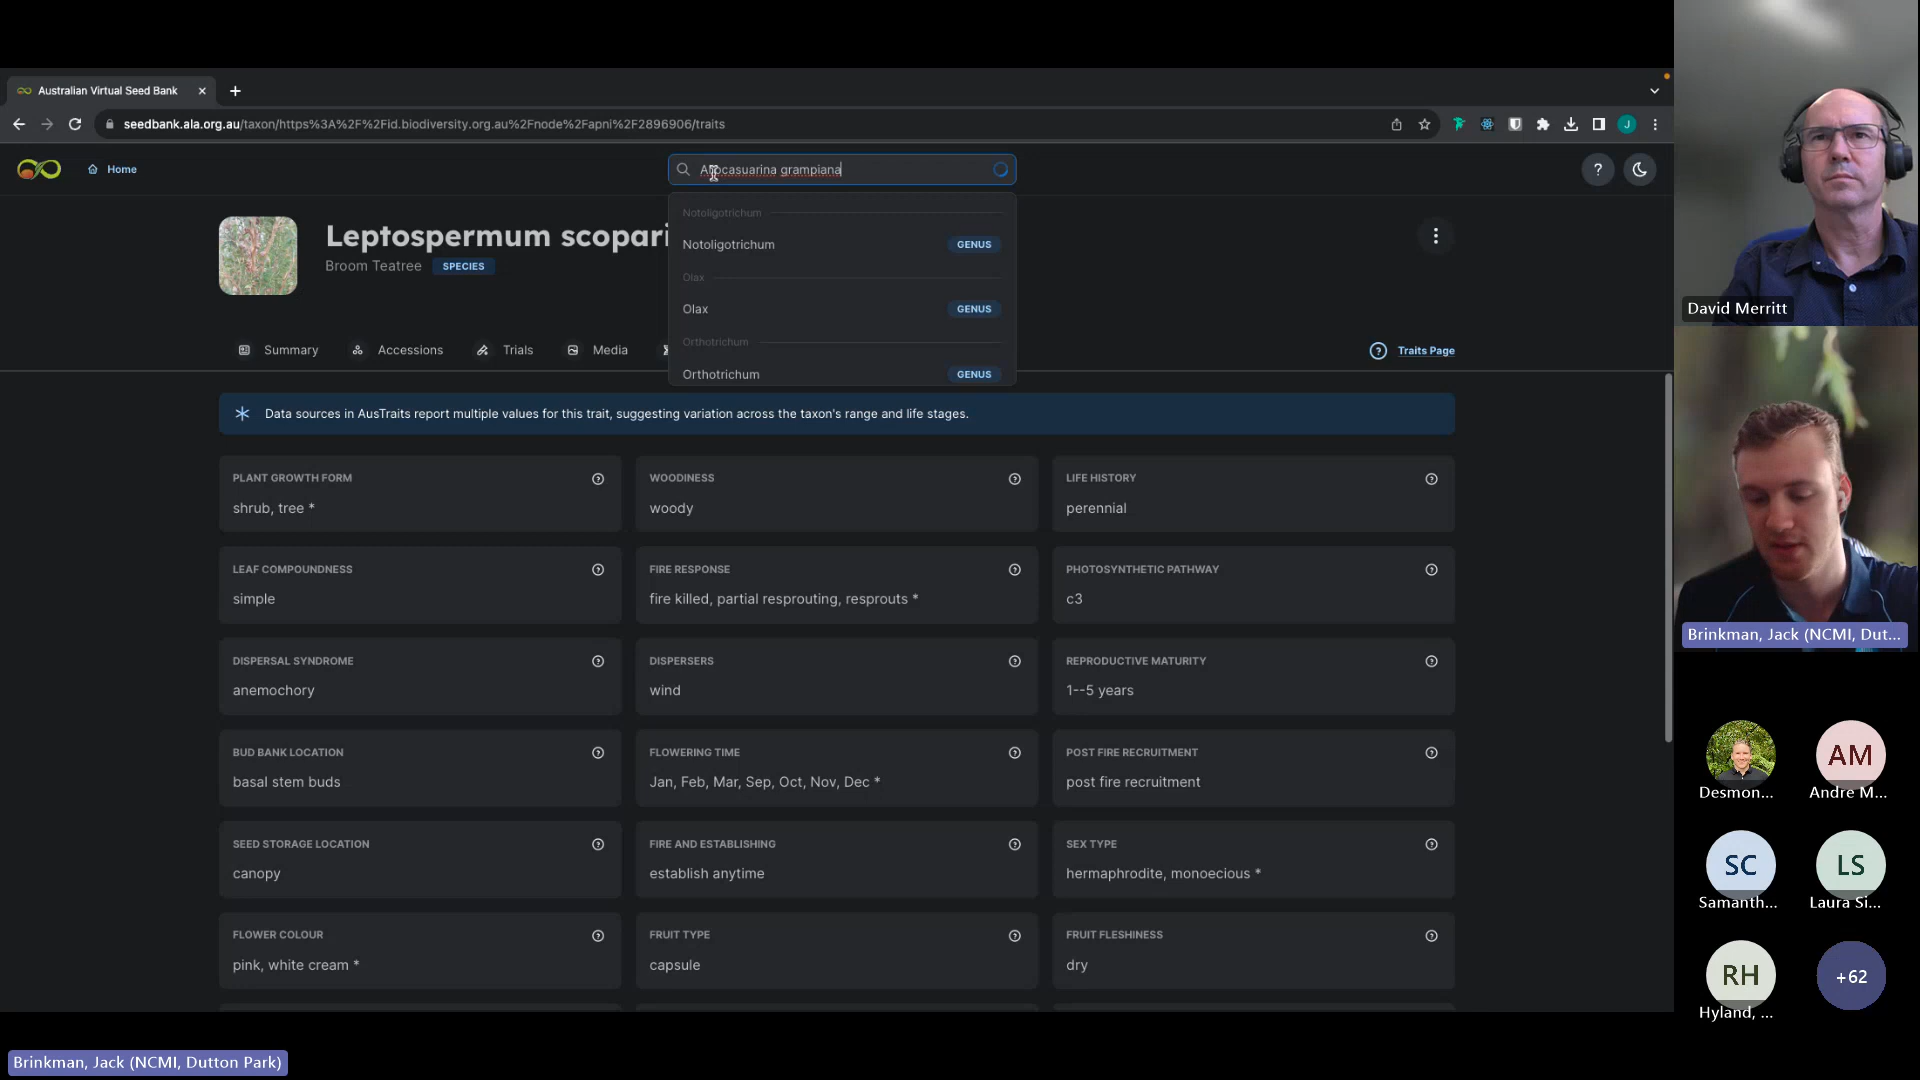 Australian Virtual Seed Bank
seedbank.ala.org.au/taxon/https%3A%2F%2Fid.biodiversity.org.au%2Fnode%2Fapni%2F2896906/traits
J
Home
Allocasuarina grampiana
?
Notoligotrichum
Notoligotrichum GENUS
Olax
Olax GENUS
Orthotrichum
Orthotrichum GENUS
Leptospermum scopari
Broom Teatree SPECIES
Summary Accessions Trials Media
Traits Page
Data sources in AusTraits report multiple values for this trait, suggesting variation across the taxon's range and life stages.
PLANT GROWTH FORM WOODINESS LIFE HISTORY
shrub, tree * woody perennial
LEAF COMPOUNDNESS FIRE RESPONSE PHOTOSYNTHETIC PATHWAY
simple fire killed, partial resprouting, resprouts * c3
DISPERSAL SYNDROME DISPERSERS REPRODUCTIVE MATURITY
anemochory wind 1--5 years
BUD BANK LOCATION FLOWERING TIME POST FIRE RECRUITMENT
basal stem buds Jan, Feb, Mar, Sep, Oct, Nov, Dec * post fire recruitment
SEED STORAGE LOCATION FIRE AND ESTABLISHING SEX TYPE
canopy establish anytime hermaphrodite, monoecious *
FLOWER COLOUR FRUIT TYPE FRUIT FLESHINESS
pink, white cream * capsule dry
David Merritt
Brinkman, Jack (NCMI, Dut...
AM
Desmon... Andre M...
SC LS
Samanth... Laura Si...
RH +62
Hyland, ...
Brinkman, Jack (NCMI, Dutton Park)